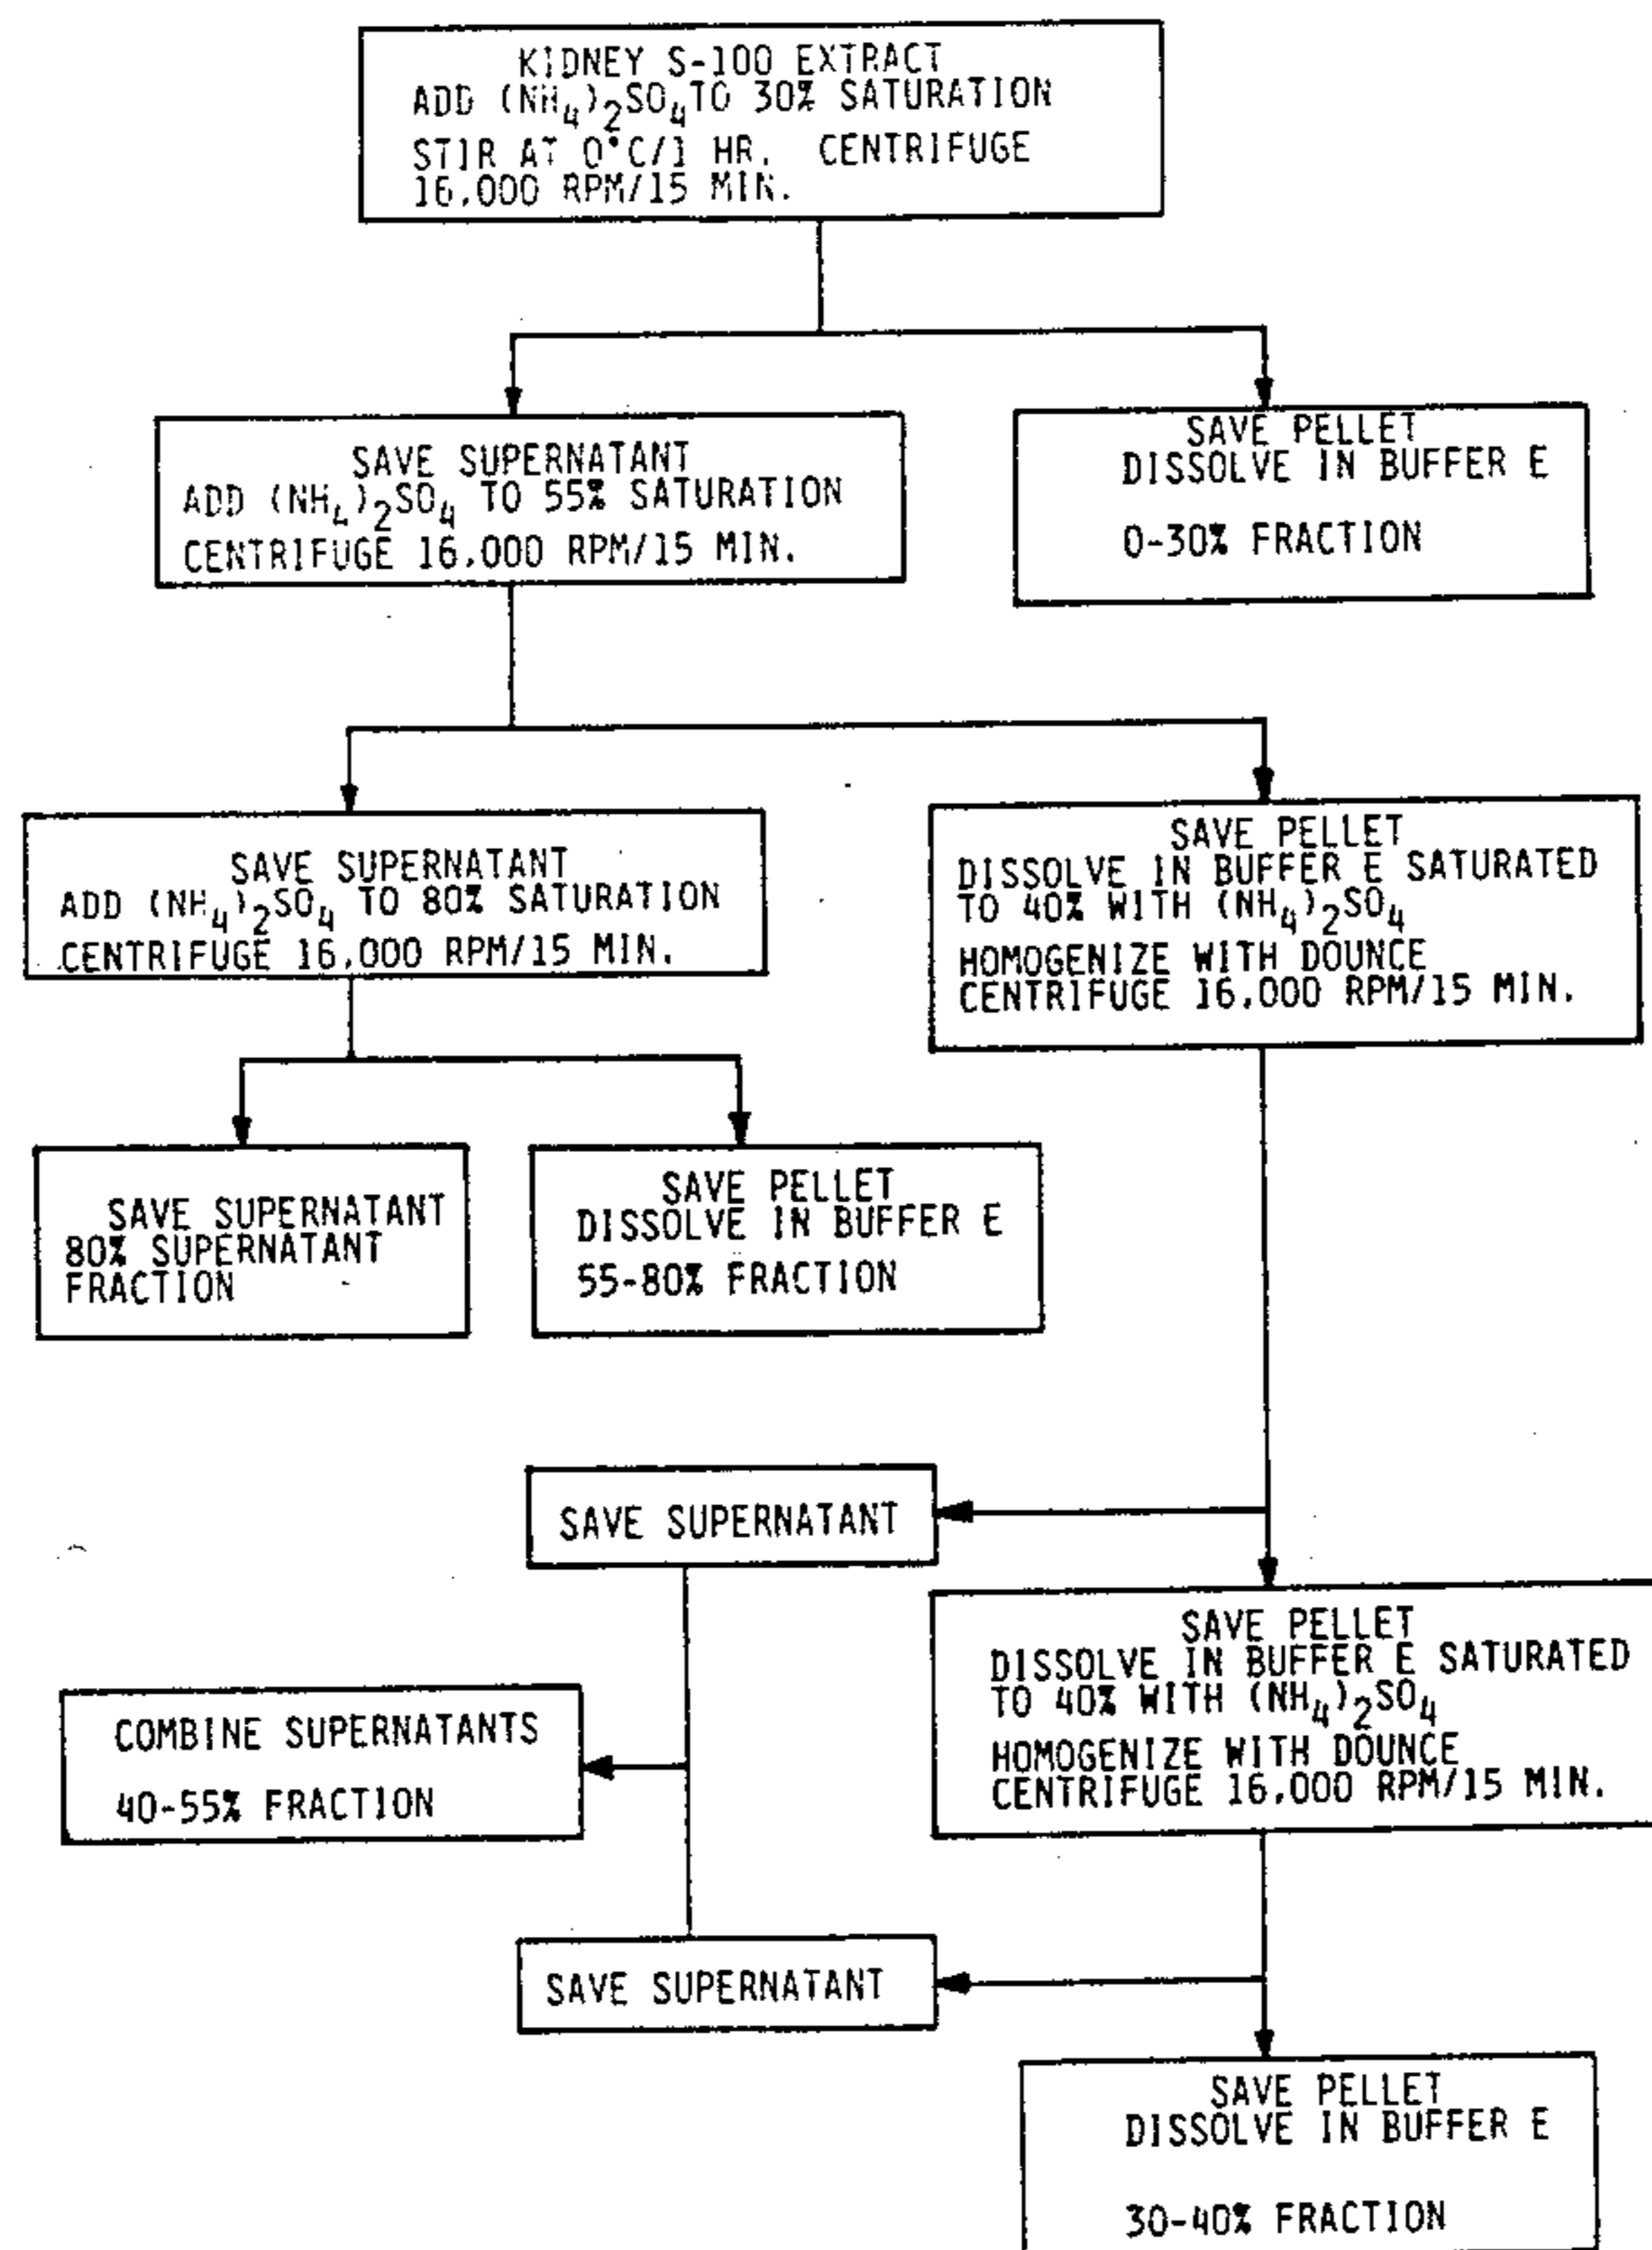 KIDNEY S-100 EXTRACT
ADD (NH4)2SO4 TO 30% SATURATION
STIR AT 0°C/1 HR. CENTRIFUGE
16,000 RPM/15 MIN.
SAVE SUPERNATANT
ADD (NH4)2SO4 TO 55% SATURATION
CENTRIFUGE 16,000 RPM/15 MIN.
SAVE PELLET
DISSOLVE IN BUFFER E
0-30% FRACTION
SAVE SUPERNATANT
ADD (NH4)2SO4 TO 80% SATURATION
CENTRIFUGE 16,000 RPM/15 MIN.
SAVE PELLET
DISSOLVE IN BUFFER E SATURATED
TO 40% WITH (NH4)2SO4
HOMOGENIZE WITH DOUNCE
CENTRIFUGE 16,000 RPM/15 MIN.
SAVE SUPERNATANT
80% SUPERNATANT
FRACTION
SAVE PELLET
DISSOLVE IN BUFFER E
55-80% FRACTION
SAVE SUPERNATANT
SAVE PELLET
DISSOLVE IN BUFFER E SATURATED
TO 40% WITH (NH4)2SO4
HOMOGENIZE WITH DOUNCE
CENTRIFUGE 16,000 RPM/15 MIN.
COMBINE SUPERNATANTS
40-55% FRACTION
SAVE SUPERNATANT
SAVE PELLET
DISSOLVE IN BUFFER E
30-40% FRACTION